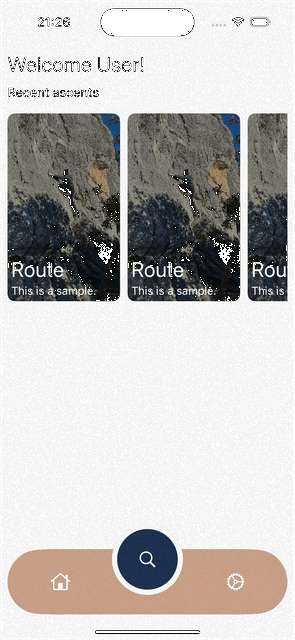 21:26
Welcome User!
Recent ascents
Route
Route
Rou
This is a sample.
This is a sample.
This is